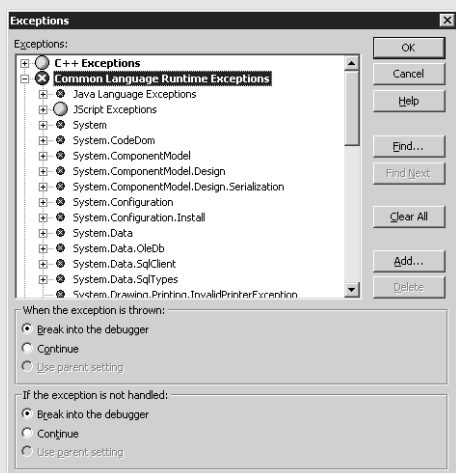 Exceptions
Exceptions:
C++ Exceptions
Common Language Runtime Exceptions
Java Language Exceptions
JScript Exceptions
System
System.CodeDom
System.ComponentModel
System.ComponentModel.Design
System.ComponentModel.Design.Serialization
System.Configuration
System.Configuration.Install
System.Data
System.Data.OleDb
System.Data.SqlClient
System.Data.SqlTypes
System.Drawing.Printing.InvalidPrinterException
OK
Cancel
Help
Find...
Find Next
Clear All
Add...
Delete
When the exception is thrown:
Break into the debugger
Continue
Use parent setting
If the exception is not handled:
Break into the debugger
Continue
Use parent setting